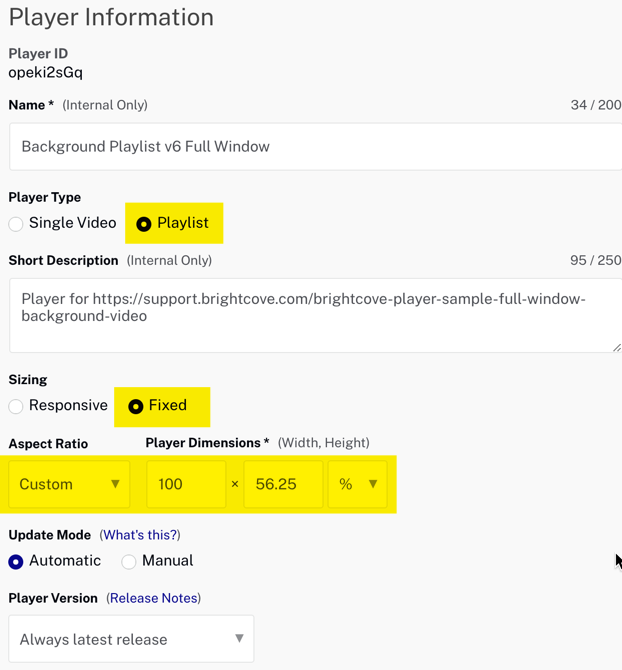 Player Information
Player ID
opeki2sGq
Name * (Internal Only) 34 / 200
Background Playlist v6 Full Window
Player Type
Single Video Playlist
Short Description (Internal Only) 95 / 250
Player for https://support.brightcove.com/brightcove-player-sample-full-window-
background-video
Sizing
Responsive Fixed
Aspect Ratio Player Dimensions * (Width, Height)
Custom 100 × 56.25 %
Update Mode (What's this?)
Automatic Manual
Player Version (Release Notes)
Always latest release